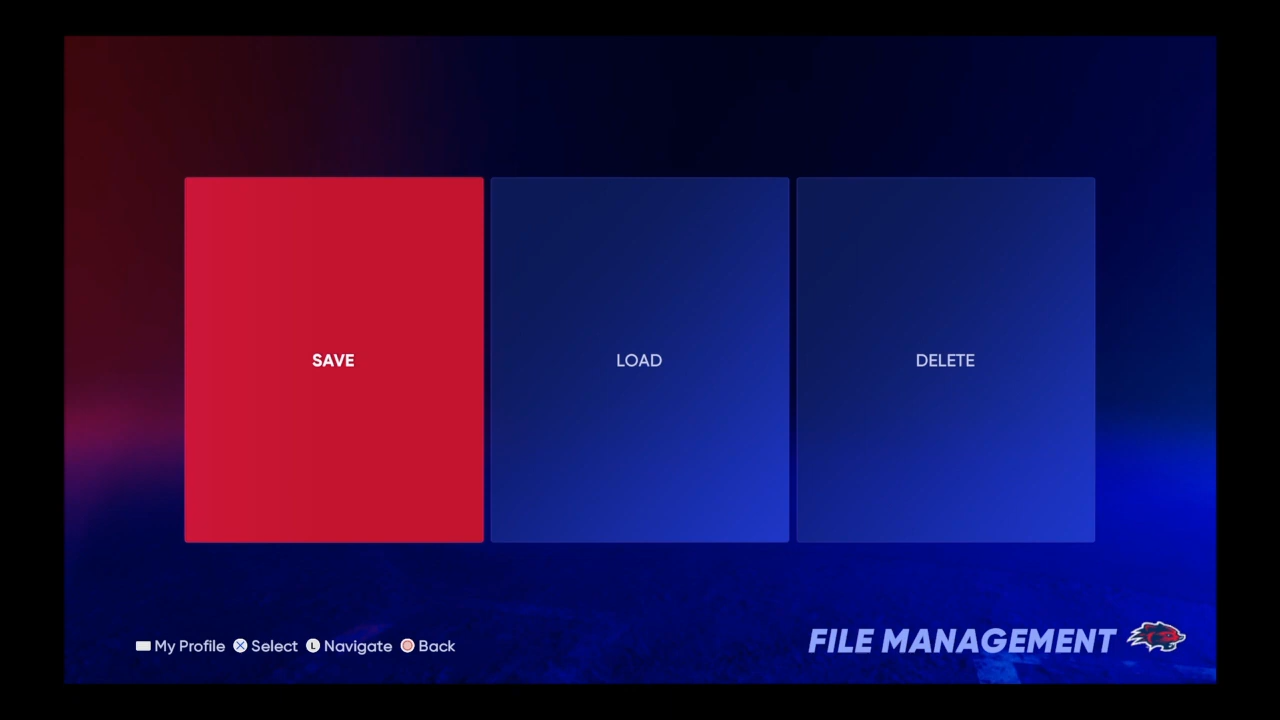 SAVE
LOAD
DELETE
My Profile Select L Navigate Back
FILE MANAGEMENT